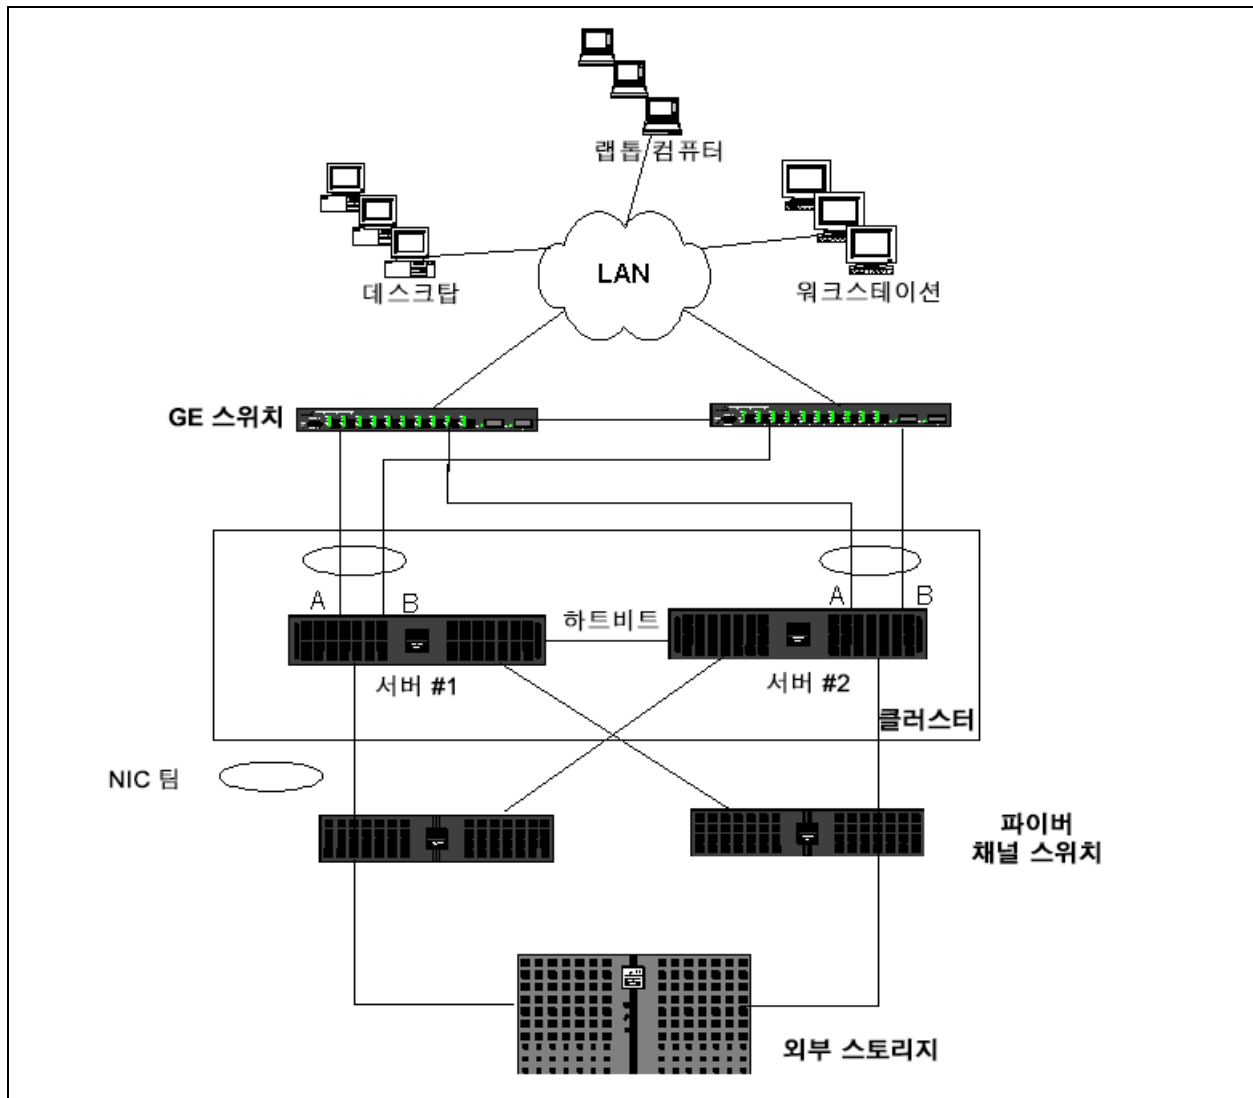 랩톱 컴퓨터
데스크탑
LAN
워크스테이션
GE 스위치
A
B
A
B
하트비트
서버 #1
서버 #2
클러스터
NIC 팀
파이버
채널 스위치
외부 스토리지